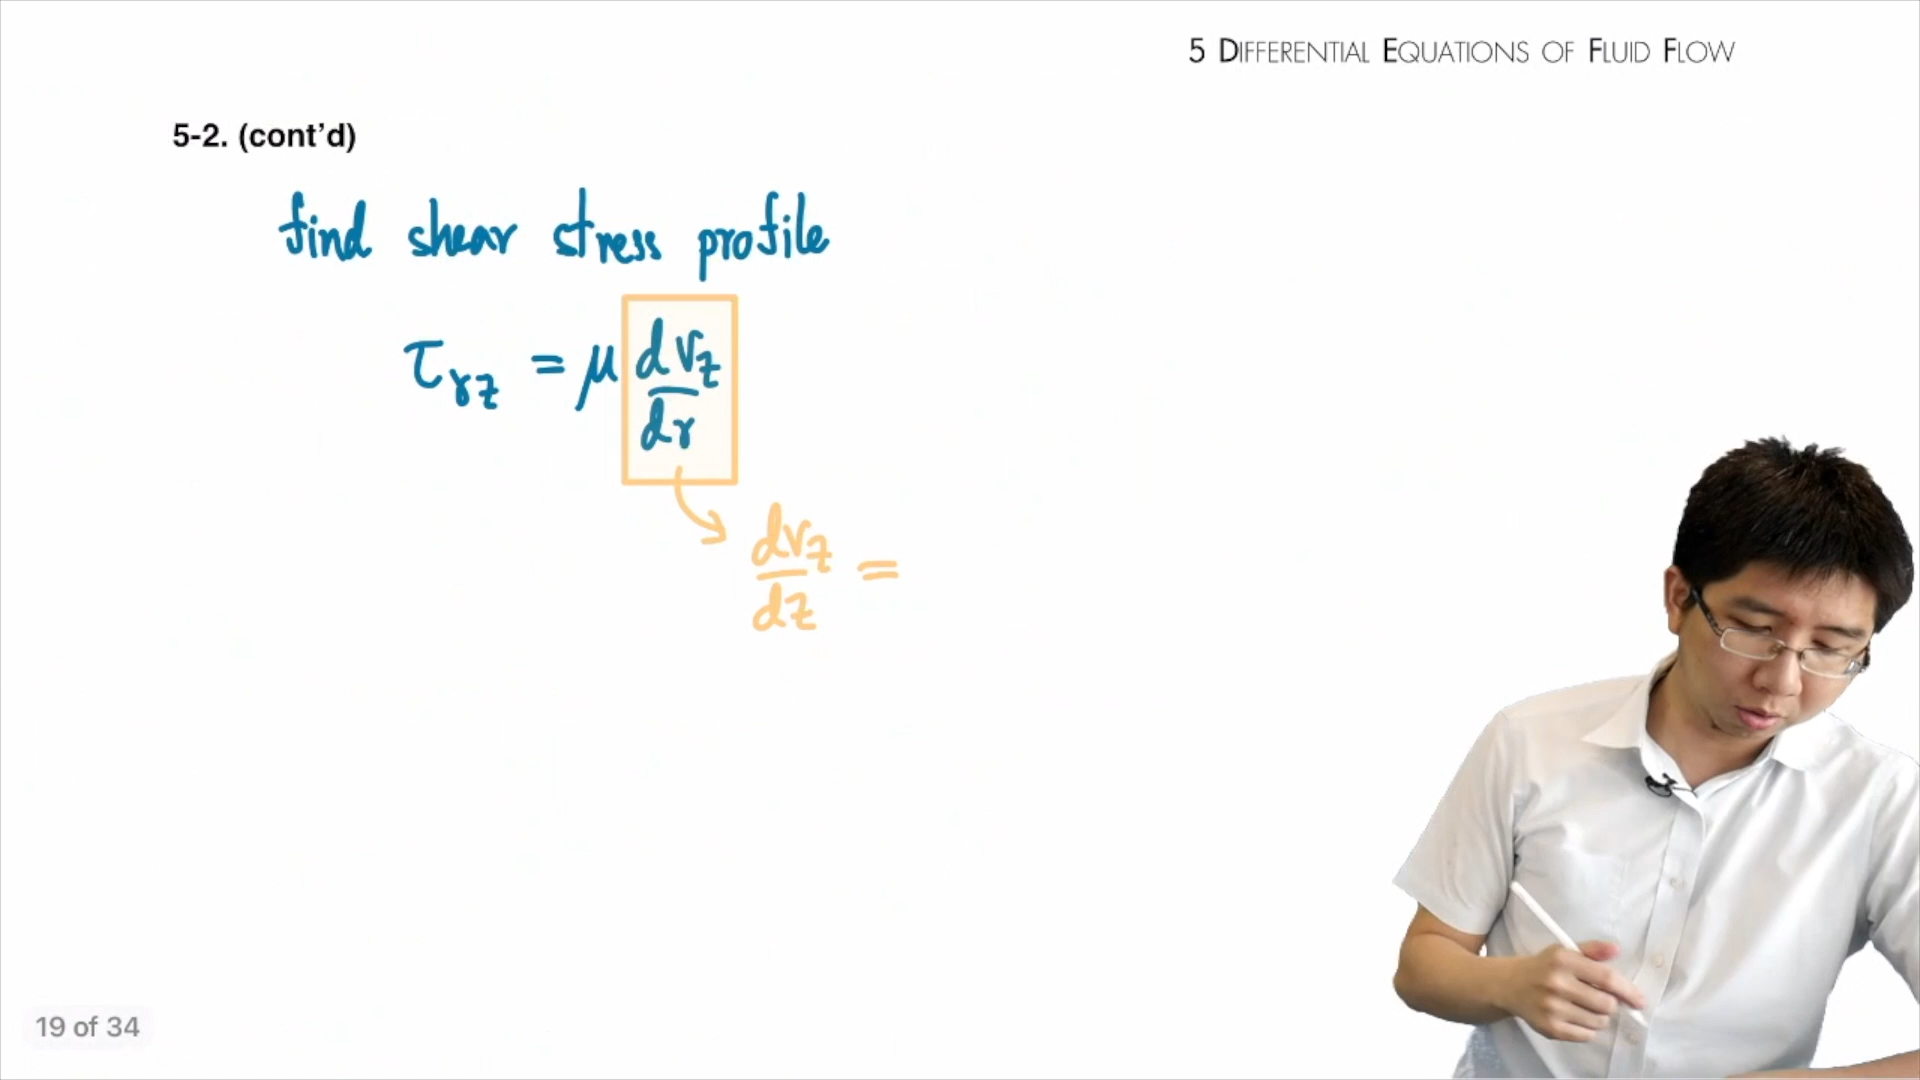 5 Differential Equations of Fluid Flow
5-2. (cont'd)
find shear stress profile
τrz = μ dvz/dr
dvz/dz =
19 of 34